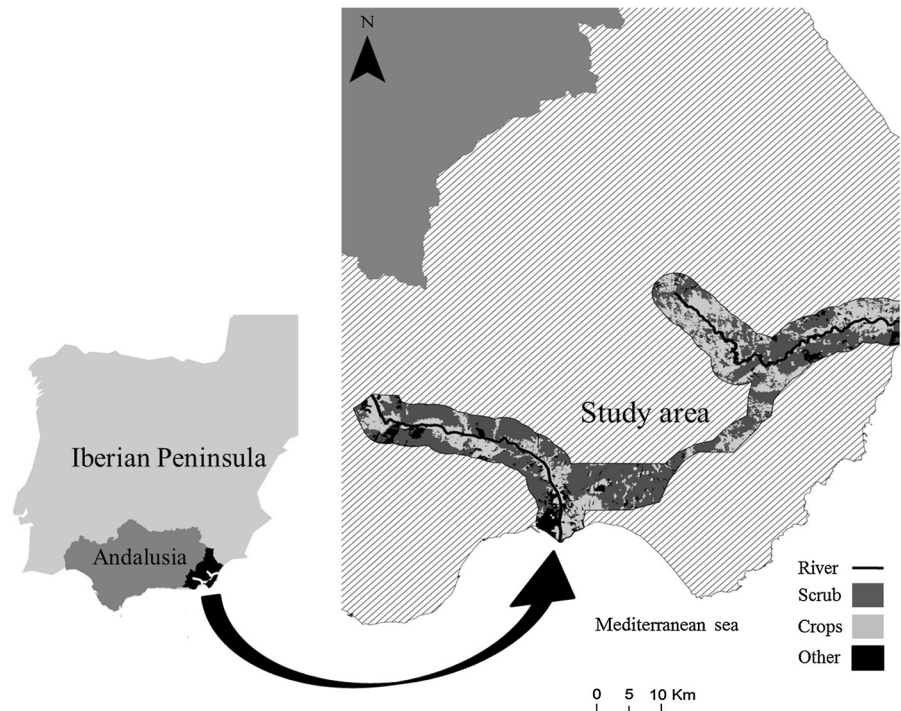 N
Study area
Iberian Peninsula
Andalusia
River
Scrub
Crops
Other
Mediterranean sea
0 5 10 Km